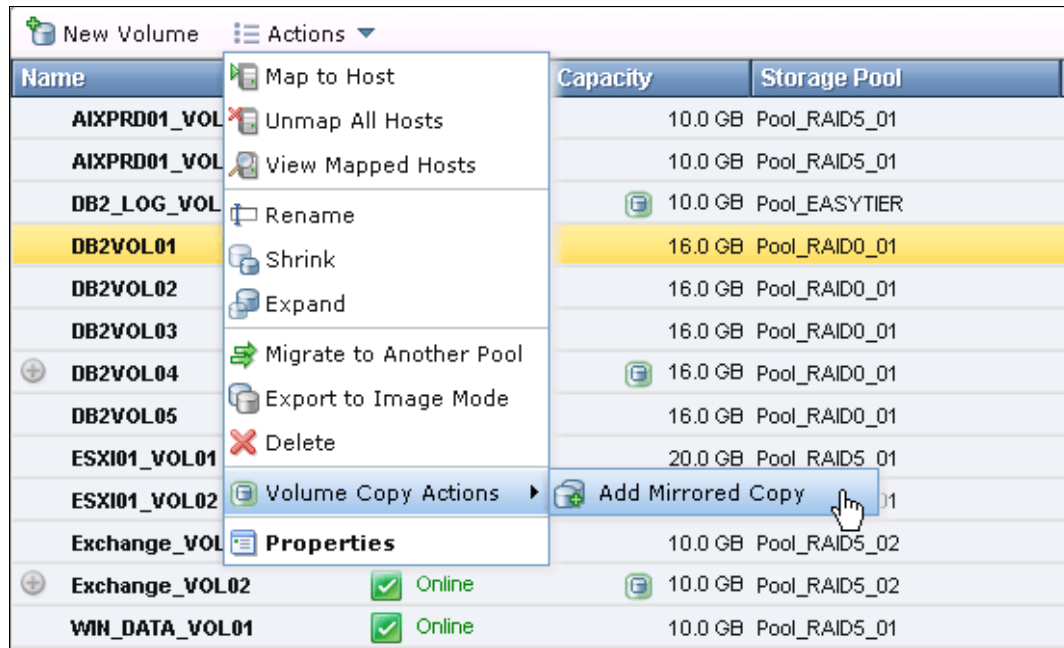 New Volume Actions
Name Capacity Storage Pool
Map to Host
AIXPRD01_VOL 10.0 GB Pool_RAID5_01
Unmap All Hosts
AIXPRD01_VOL 10.0 GB Pool_RAID5_01
View Mapped Hosts
DB2_LOG_VOL 10.0 GB Pool_EASYTIER
Rename
DB2VOL01 16.0 GB Pool_RAID0_01
Shrink
DB2VOL02 16.0 GB Pool_RAID0_01
Expand
DB2VOL03 16.0 GB Pool_RAID0_01
Migrate to Another Pool
DB2VOL04 16.0 GB Pool_RAID0_01
Export to Image Mode
DB2VOL05 16.0 GB Pool_RAID0_01
Delete
ESXI01_VOL01 20.0 GB Pool_RAID5_01
Volume Copy Actions Add Mirrored Copy
ESXI01_VOL02
Properties
Exchange_VOL 10.0 GB Pool_RAID5_02
Exchange_VOL02 Online 10.0 GB Pool_RAID5_02
WIN_DATA_VOL01 Online 10.0 GB Pool_RAID5_01